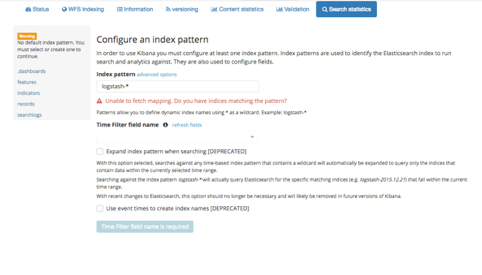 Status
WFS Indexing
Information
versioning
Content statistics
Validation
Search statistics
Warning
No default index pattern. You
must select or create one to
continue.
.dashboards
features
indicators
records
searchlogs
Configure an index pattern
In order to use Kibana you must configure at least one index pattern. Index patterns are used to identify the Elasticsearch index to run
search and analytics against. They are also used to configure fields.
Index pattern advanced options
logstash-*
Unable to fetch mapping. Do you have indices matching the pattern?
Patterns allow you to define dynamic index names using * as a wildcard. Example: logstash-*
Time Filter field name refresh fields
Expand index pattern when searching [DEPRECATED]
With this option selected, searches against any time-based index pattern that contains a wildcard will automatically be expanded to query only the indices that
contain data within the currently selected time range.
Searching against the index pattern logstash-* will actually query Elasticsearch for the specific matching indices (e.g. logstash-2015.12.21) that fall within the current
time range.
With recent changes to Elasticsearch, this option should no longer be necessary and will likely be removed in future versions of Kibana.
Use event times to create index names [DEPRECATED]
Time Filter field name is required